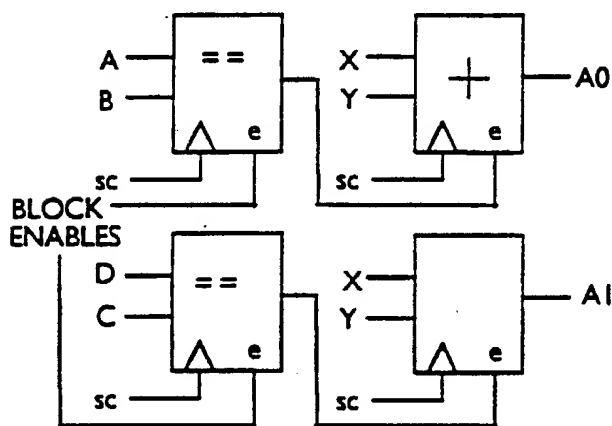 A
B
==
e
sc
X
Y
+
e
sc
A0
BLOCK
ENABLES
D
C
==
e
sc
X
Y
e
sc
A1